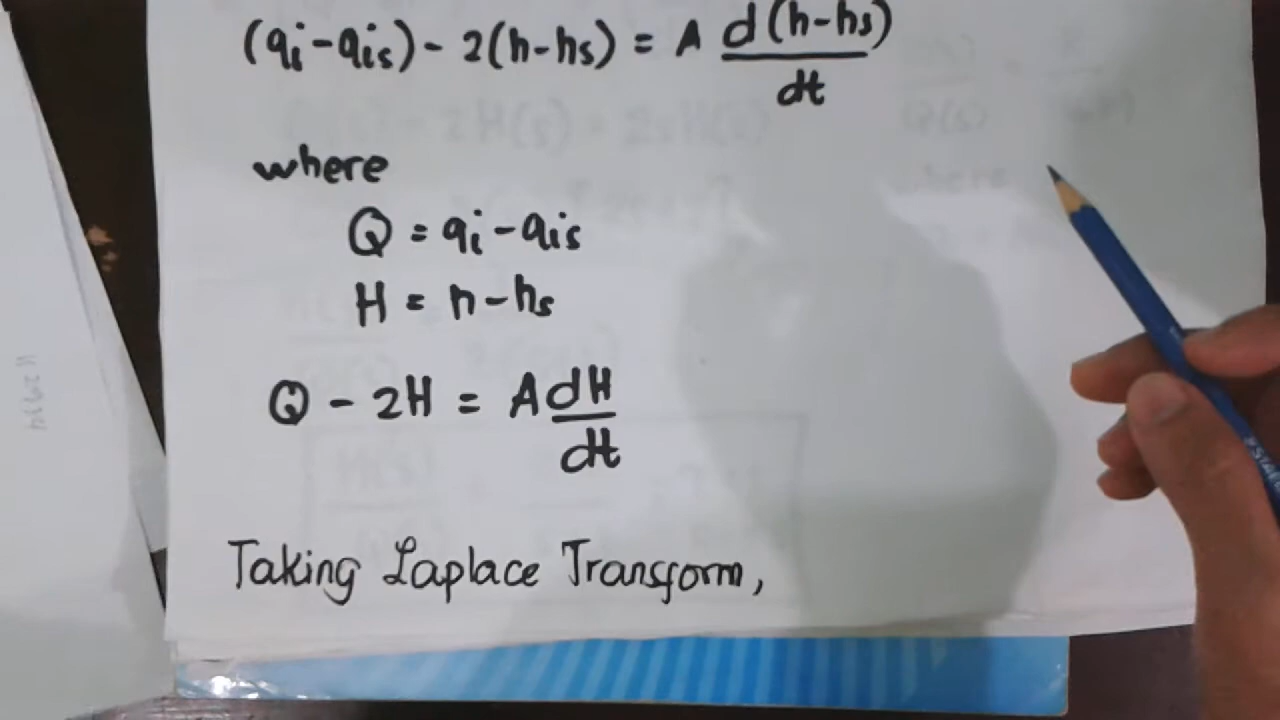 (qi-qis) - 2(h-hs) = A d(h-hs)/dt
where
Q = qi-qis
H = h-hs
Q - 2H = A dH/dt
Taking Laplace Transform,